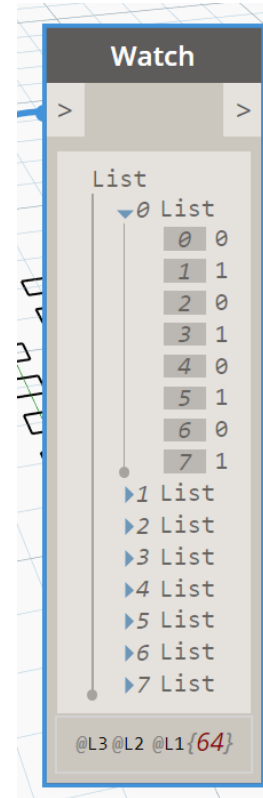 Watch
> >
List
0 List
0 0
1 1
2 0
3 1
4 0
5 1
6 0
7 1
1 List
2 List
3 List
4 List
5 List
6 List
7 List
@L3 @L2 @L1 {64}